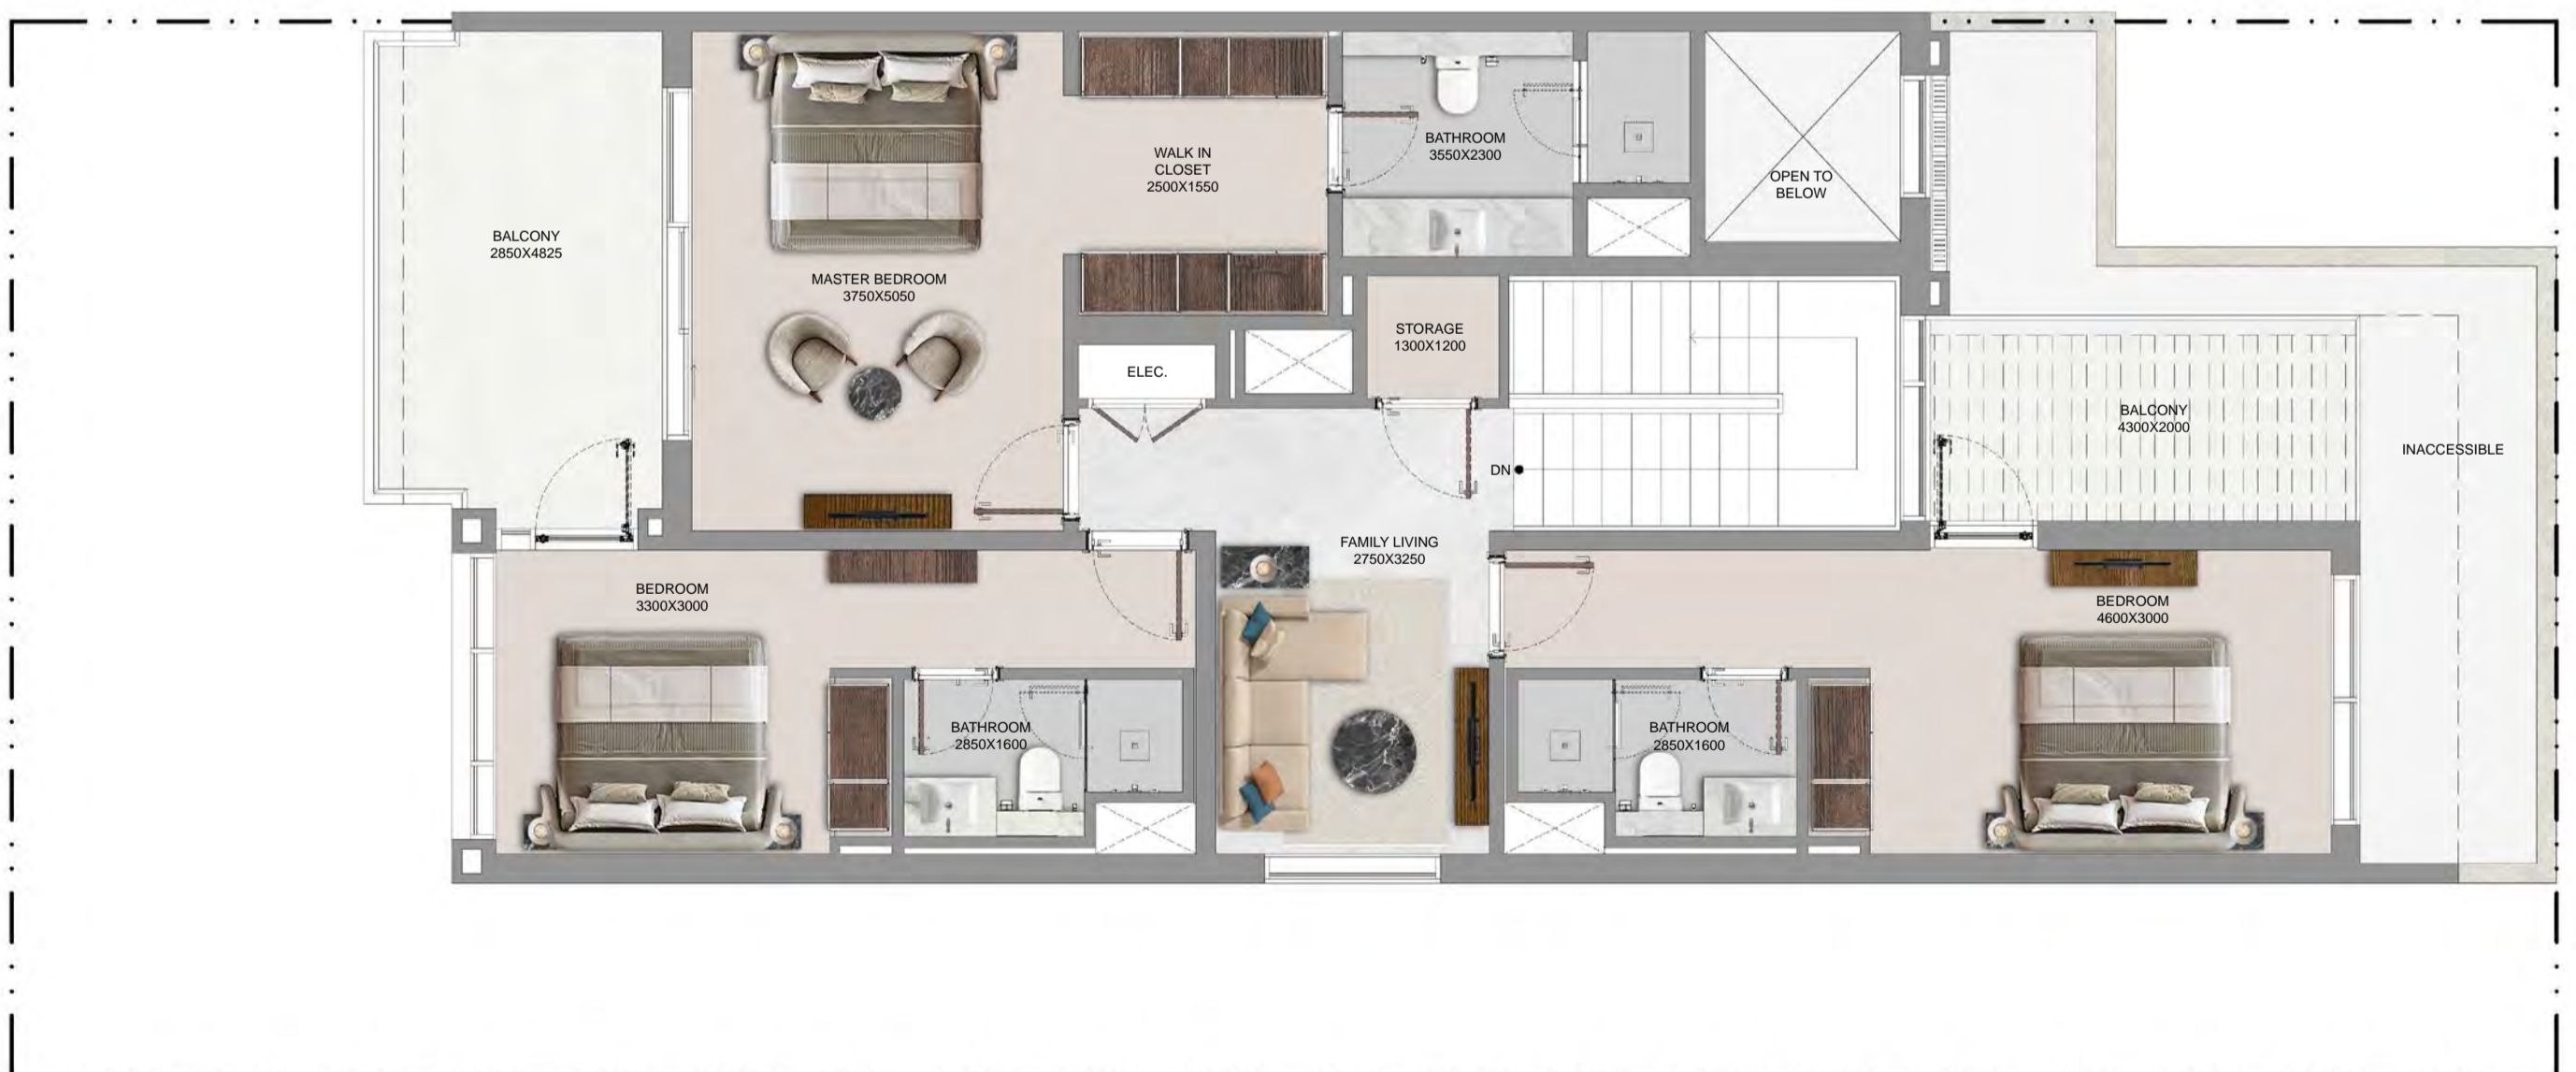 BALCONY
2850X4825
MASTER BEDROOM
3750X5050
WALK IN
CLOSET
2500X1550
BATHROOM
3550X2300
OPEN TO
BELOW
STORAGE
1300X1200
ELEC.
DN
BALCONY
4300X2000
INACCESSIBLE
FAMILY LIVING
2750X3250
BEDROOM
3300X3000
BATHROOM
2850X1600
BATHROOM
2850X1600
BEDROOM
4600X3000